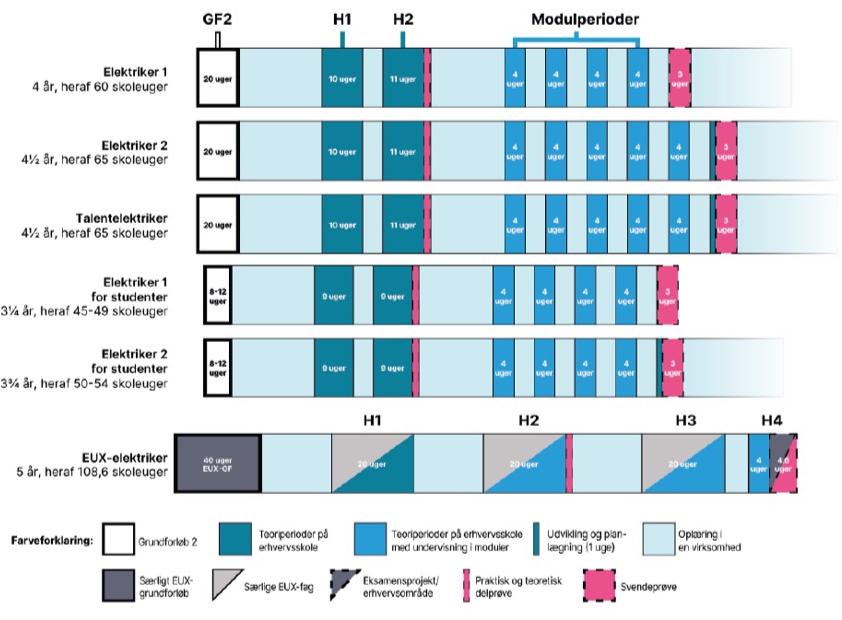 GF2 H1 H2 Modulperioder
Elektriker 1
4 år, heraf 60 skoleuger
20 uger 10 uger 11 uger 4 uger 4 uger 4 uger 4 uger 3 uger
Elektriker 2
4½ år, heraf 65 skoleuger
20 uger 10 uger 11 uger 4 uger 4 uger 4 uger 4 uger 4 uger 3 uger
Talentelektriker
4½ år, heraf 65 skoleuger
20 uger 10 uger 11 uger 4 uger 4 uger 4 uger 4 uger 4 uger 3 uger
Elektriker 1
for studenter
3¼ år, heraf 45-49 skoleuger
8-12 uger 9 uger 9 uger 4 uger 4 uger 4 uger 4 uger 3 uger
Elektriker 2
for studenter
3¾ år, heraf 50-54 skoleuger
8-12 uger 9 uger 9 uger 4 uger 4 uger 4 uger 4 uger 3 uger
H1 H2 H3 H4
EUX-elektriker
5 år, heraf 108,6 skoleuger
40 uger
EUX-GF
20 uger 20 uger 20 uger 4 uger uger
Farveforklaring:
Grundforløb 2
Teoriperioder på
erhvervsskole
Teoriperioder på erhvervsskole
med undervisning i moduler
Udvikling og plan-
lægning (1 uge)
Oplæring i
en virksomhed
Særligt EUX-
grundforløb
Særlige EUX-fag
Eksamensprojekt/
erhvervsområde
Praktisk og teoretisk
delprøve
Svendeprøve